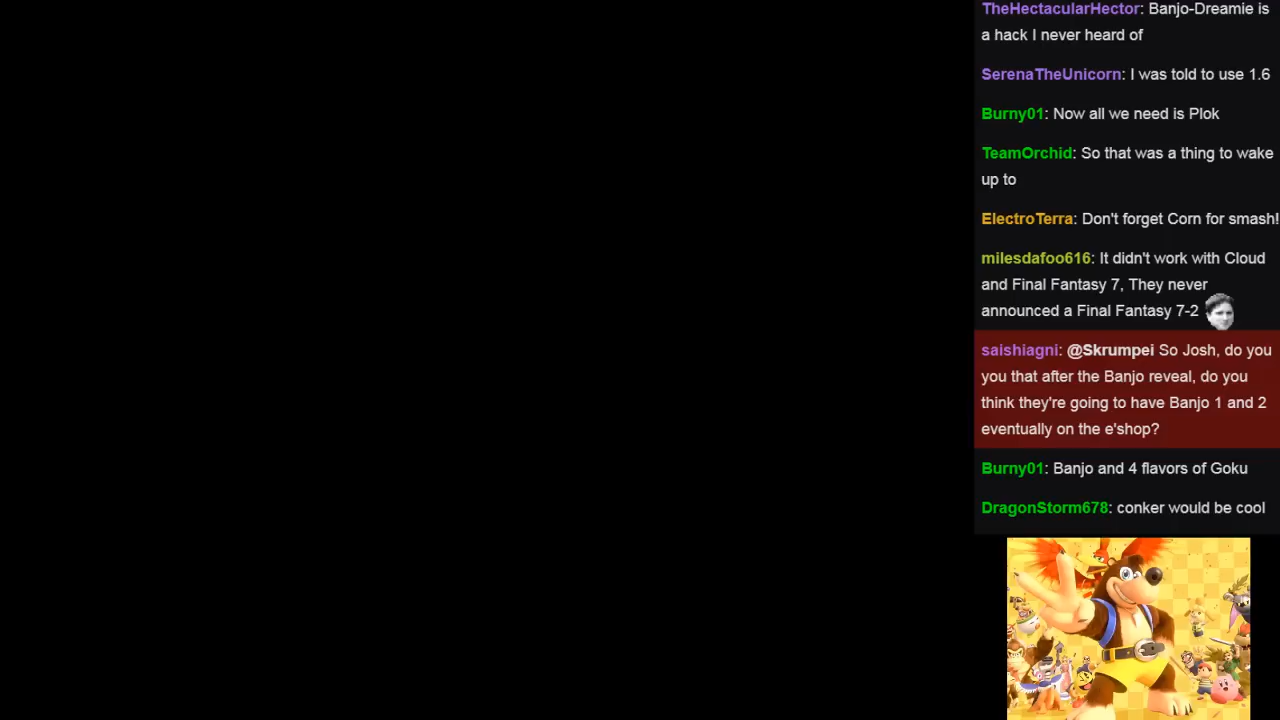 TheHectacularHector: Banjo-Dreamie is
a hack I never heard of
SerenaTheUnicorn: I was told to use 1.6
Burny01: Now all we need is Plok
TeamOrchid: So that was a thing to wake
up to
ElectroTerra: Don't forget Corn for smash!
milesdafoo616: It didn't work with Cloud
and Final Fantasy 7, They never
announced a Final Fantasy 7-2
saishiagni: @Skrumpei So Josh, do you
you that after the Banjo reveal, do you
think they're going to have Banjo 1 and 2
eventually on the e'shop?
Burny01: Banjo and 4 flavors of Goku
DragonStorm678: conker would be cool